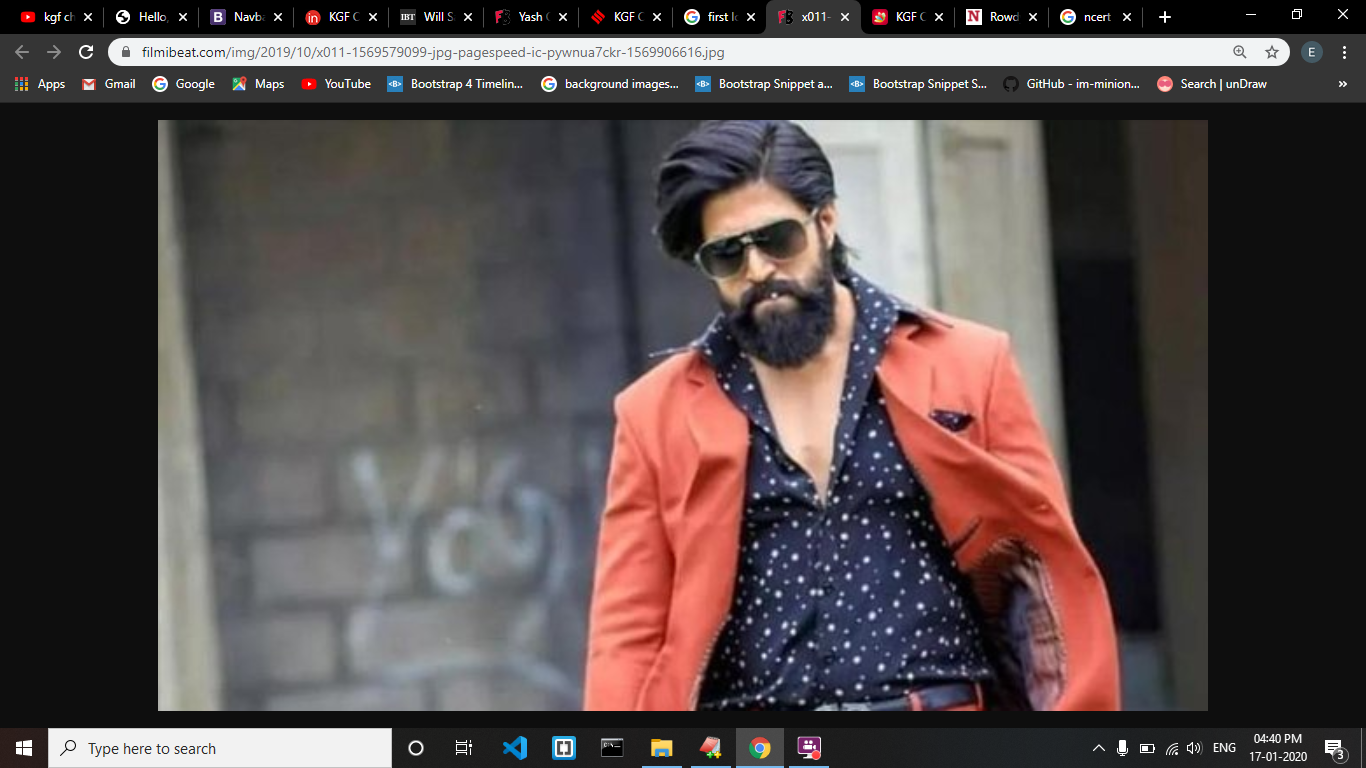 kgf ch
Hello,
Navba
KGF C
Will S
Yash C
KGF C
first lo
x011-
KGF C
Rowd
ncert
filmibeat.com/img/2019/10/x011-1569579099-jpg-pagespeed-ic-pywnua7ckr-1569906616.jpg
E
Apps
Gmail
Google
Maps
YouTube
Bootstrap 4 Timelin...
background images...
Bootstrap Snippet a...
Bootstrap Snippet S...
GitHub - im-minion...
Search | unDraw
»
Type here to search
ENG
04:40 PM
17-01-2020
3